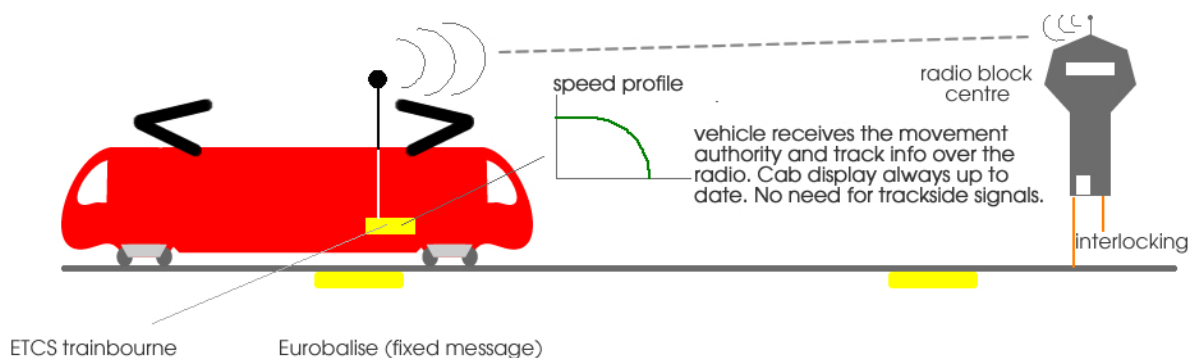 speed profile
radio block
centre
vehicle receives the movement
authority and track info over the
radio. Cab display always up to
date. No need for trackside signals.
interlocking
ETCS trainbourne
Eurobalise (fixed message)